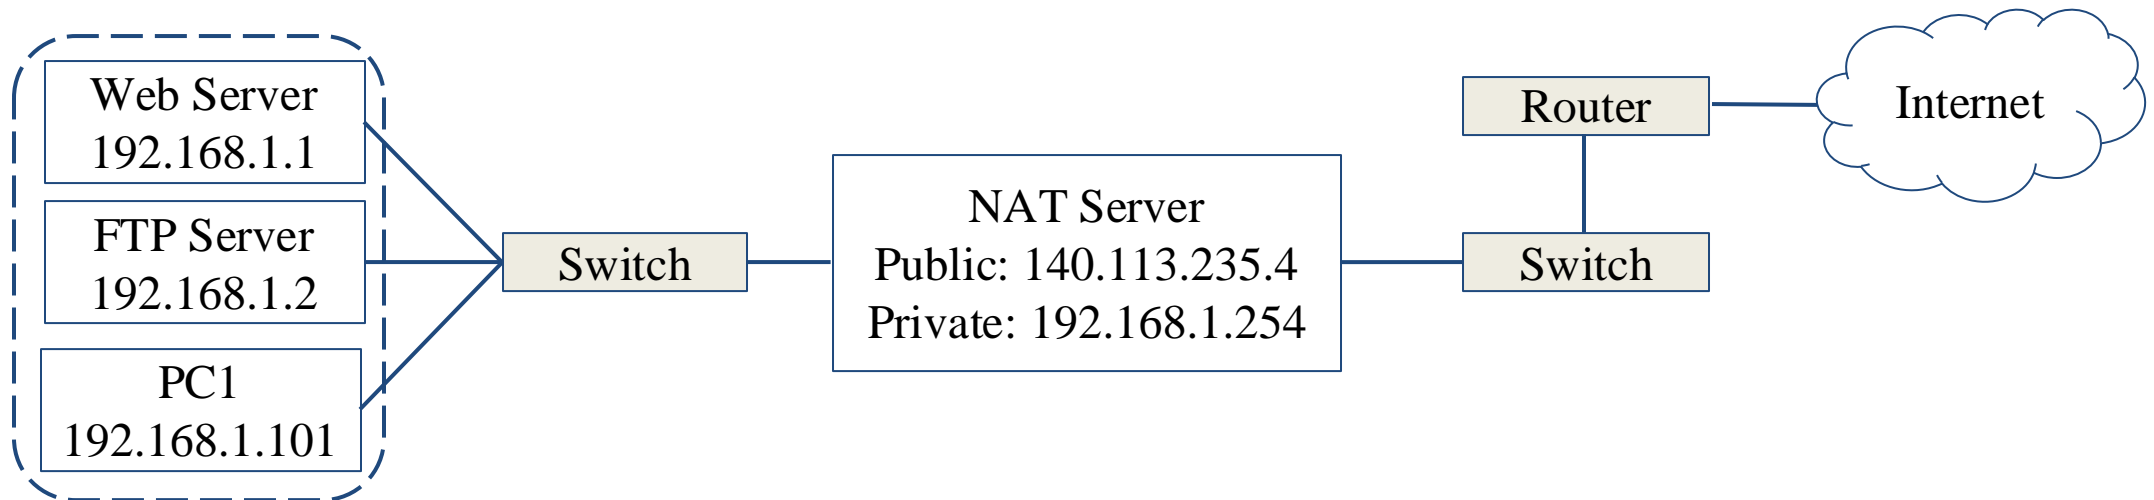 Web Server
192.168.1.1
FTP Server
192.168.1.2
PC1
192.168.1.101
Switch
NAT Server
Public: 140.113.235.4
Private: 192.168.1.254
Router
Switch
Internet